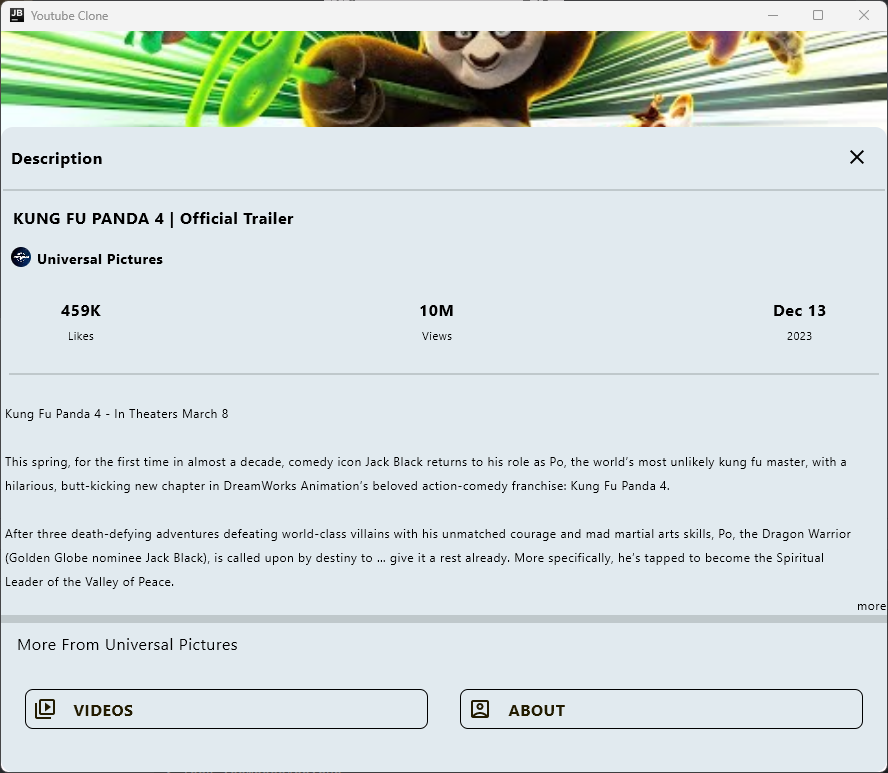 JB
Youtube Clone
Description
KUNG FU PANDA 4 | Official Trailer
Universal Pictures
459K
10M
Dec 13
Likes
Views
2023
Kung Fu Panda 4 - In Theaters March 8
This spring, for the first time in almost a decade, comedy icon Jack Black returns to his role as Po, the world’s most unlikely kung fu master, with a
hilarious, butt-kicking new chapter in DreamWorks Animation’s beloved action-comedy franchise: Kung Fu Panda 4.
After three death-defying adventures defeating world-class villains with his unmatched courage and mad martial arts skills, Po, the Dragon Warrior
(Golden Globe nominee Jack Black), is called upon by destiny to … give it a rest already. More specifically, he’s tapped to become the Spiritual
Leader of the Valley of Peace.
more
More From Universal Pictures
VIDEOS
ABOUT